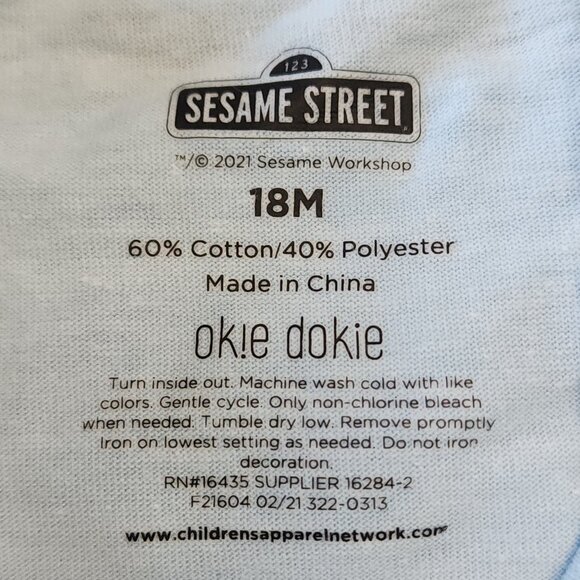 123
SESAME STREET
™/© 2021 Sesame Workshop
18M
60% Cotton/40% Polyester
Made in China
okie dokie
Turn inside out. Machine wash cold with like
colors. Gentle cycle. Only non-chlorine bleach
when needed. Tumble dry low. Remove promptly
Iron on lowest setting as needed. Do not iron
decoration.
RN#16435 SUPPLIER 16284-2
F21604 02/21 322-0313
www.childrensapparelnetwork.com